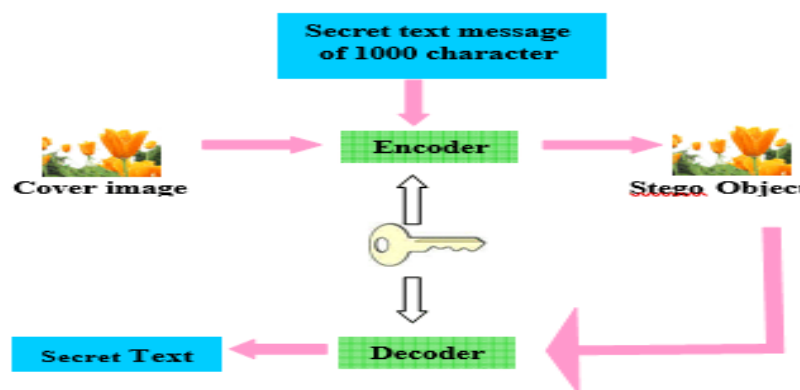 Secret text message
of 1000 character
Encoder
Cover image
Stego Object
Decoder
Secret Text